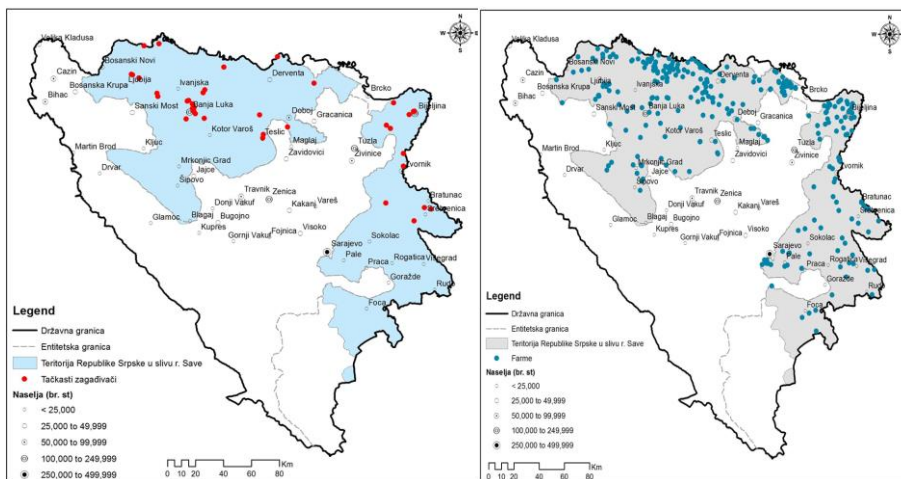 N
W E
S
Velika Kladusa
Bosanski Novi
Cazin
Ljubija
Ivanjska
Derventa
Bosanska Krupa
Brcko
Bihac
Sanski Most
Banja Luka
Doboj
Bijeljina
Gracanica
Kotor Varoš
Teslic
Tuzla
Kljuc
Maglaj
Martin Brod
Zavidovici
Živinice
Zvornik
Drvar
Mrkonjic Grad
Jajce
Šipovo
Travnik
Zenica
Bratunac
Donji Vakuf
Kakanj
Vareš
Srebrenica
Glamoc
Blagaj
Bugojno
Kupres
Fojnica
Visoko
Gornji Vakuf
Sarajevo
Sokolac
Pale
Praca
Rogatica
Višegrad
Goražde
Rudo
Foca
Legend
Državna granica
Entitetska granica
Teritorija Republike Srpske u slivu r. Save
Tačkasti zagađivači
Naselja (br. st)
< 25,000
25,000 to 49,999
50,000 to 99,999
100,000 to 249,999
250,000 to 499,999
0 10 20 40 60 80
Km
N
W E
S
Velika Kladusa
Bosanski Novi
Cazin
Ljubija
Ivanjska
Derventa
Bosanska Krupa
Brcko
Bihac
Sanski Most
Banja Luka
Doboj
Bijeljina
Gracanica
Kotor Varoš
Teslic
Tuzla
Kljuc
Maglaj
Martin Brod
Zavidovici
Živinice
Zvornik
Drvar
Mrkonjic Grad
Jajce
Šipovo
Travnik
Zenica
Bratunac
Donji Vakuf
Kakanj
Vareš
Srebrenica
Glamoc
Blagaj
Bugojno
Kupres
Fojnica
Visoko
Gornji Vakuf
Sarajevo
Sokolac
Pale
Praca
Rogatica
Višegrad
Goražde
Rudo
Foca
Legend
Državna granica
Entitetska granica
Teritorija Republike Srpske u slivu r. Save
Farme
Naselja (br. st)
< 25,000
25,000 to 49,999
50,000 to 99,999
100,000 to 249,999
250,000 to 499,999
0 10 20 40 60 80
Km